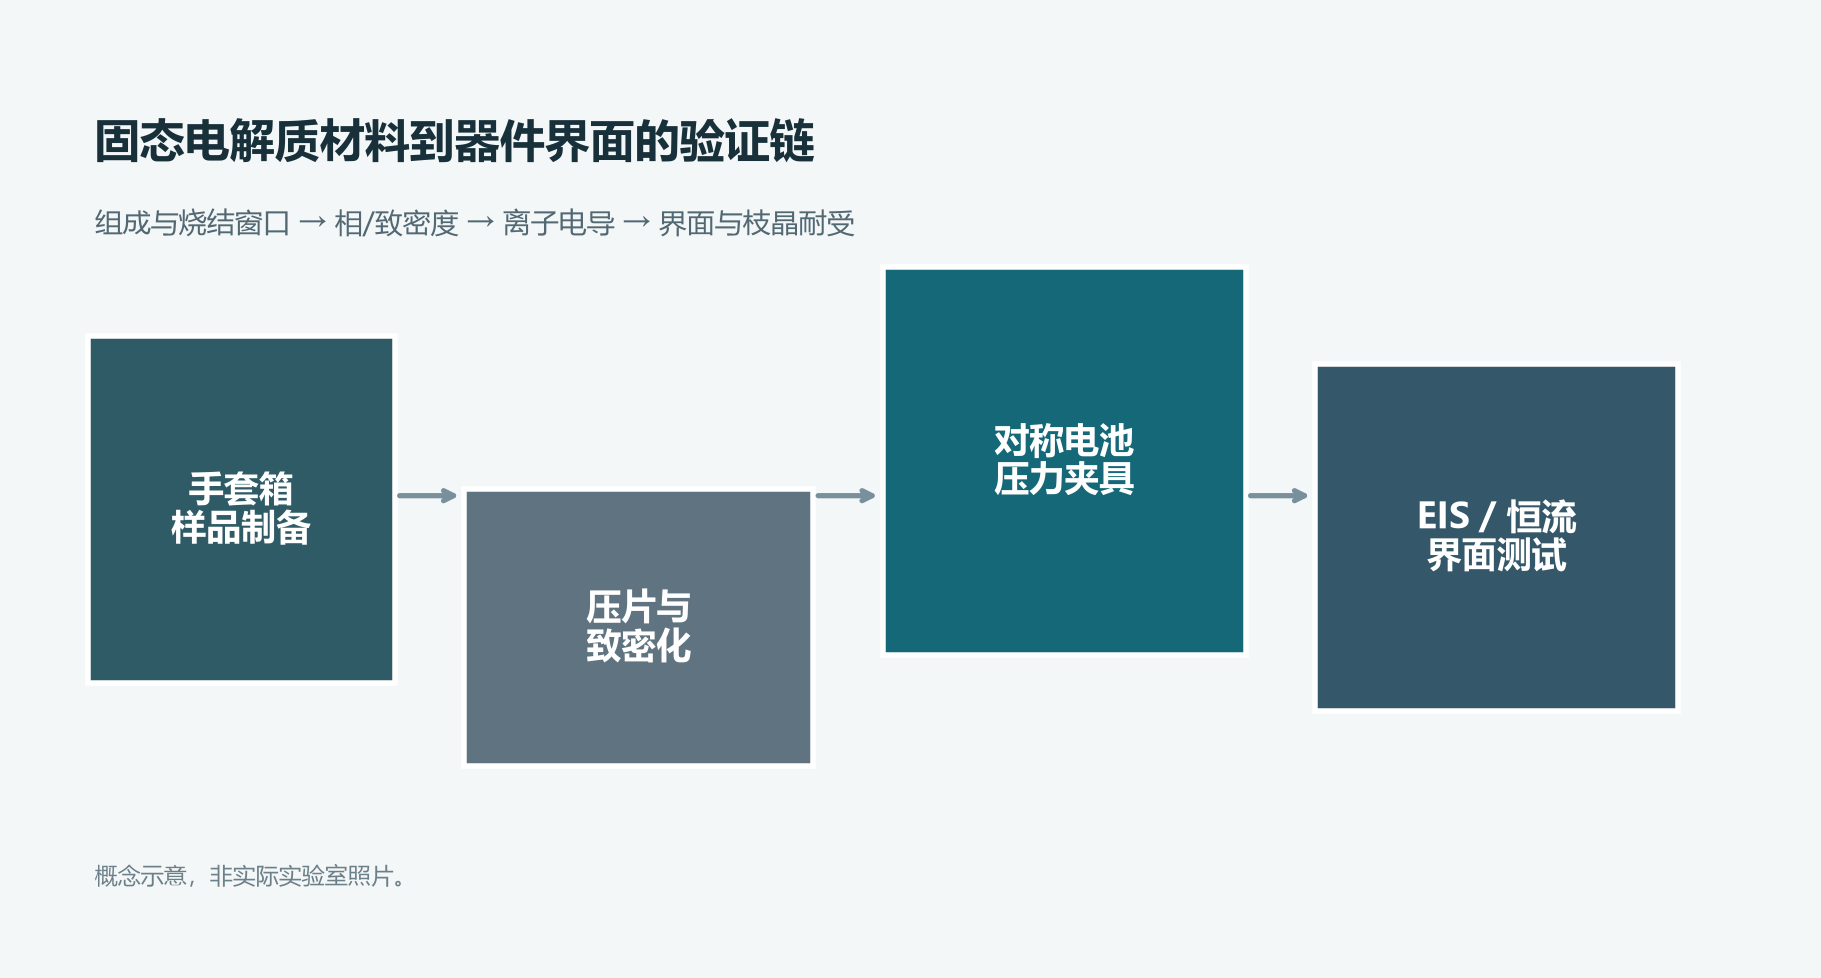 固态电解质材料到器件界面的验证链
组成与烧结窗口 → 相/致密度 → 离子电导 → 界面与枝晶耐受
手套箱
样品制备
压片与
致密化
对称电池
压力夹具
EIS / 恒流
界面测试
概念示意，非实际实验室照片。